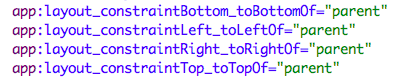 app:layout_constraintBottom_toBottomOf="parent"
app:layout_constraintLeft_toLeftOf="parent"
app:layout_constraintRight_toRightOf="parent"
app:layout_constraintTop_toTopOf="parent"